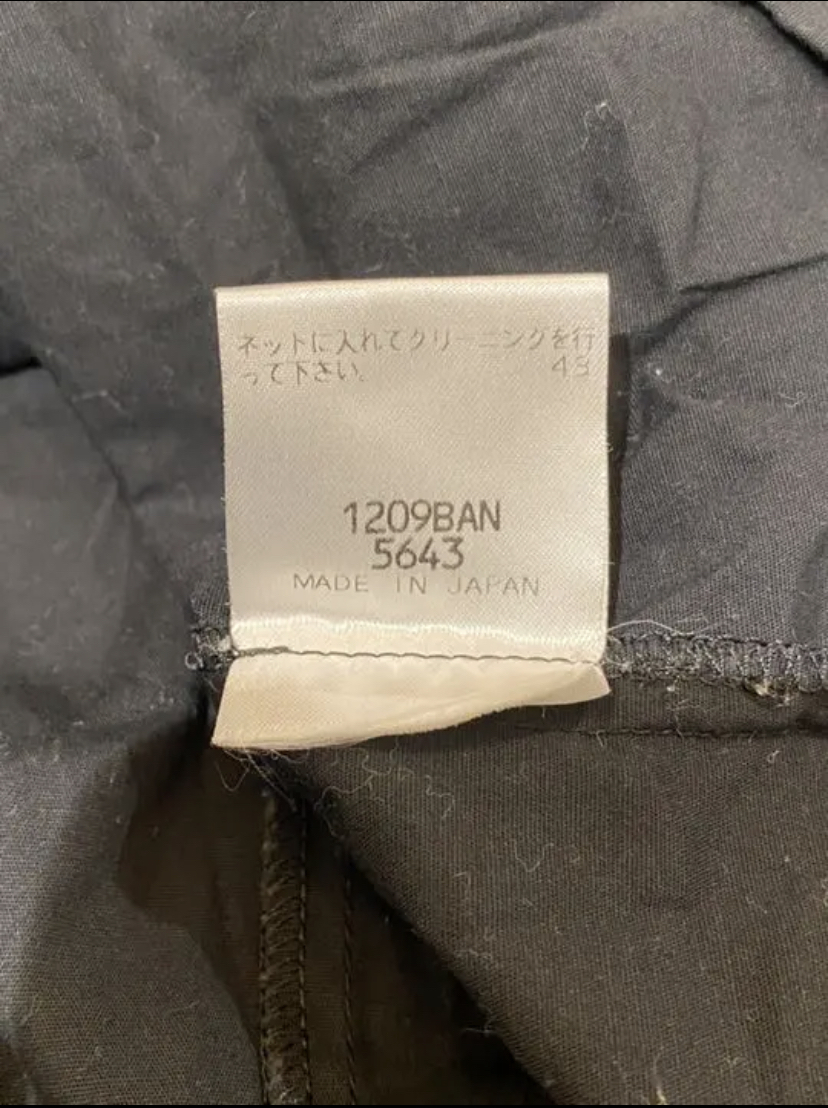 ネットに入れてクリーニングを行
って下さい。 43
1209BAN
5643
MADE IN JAPAN